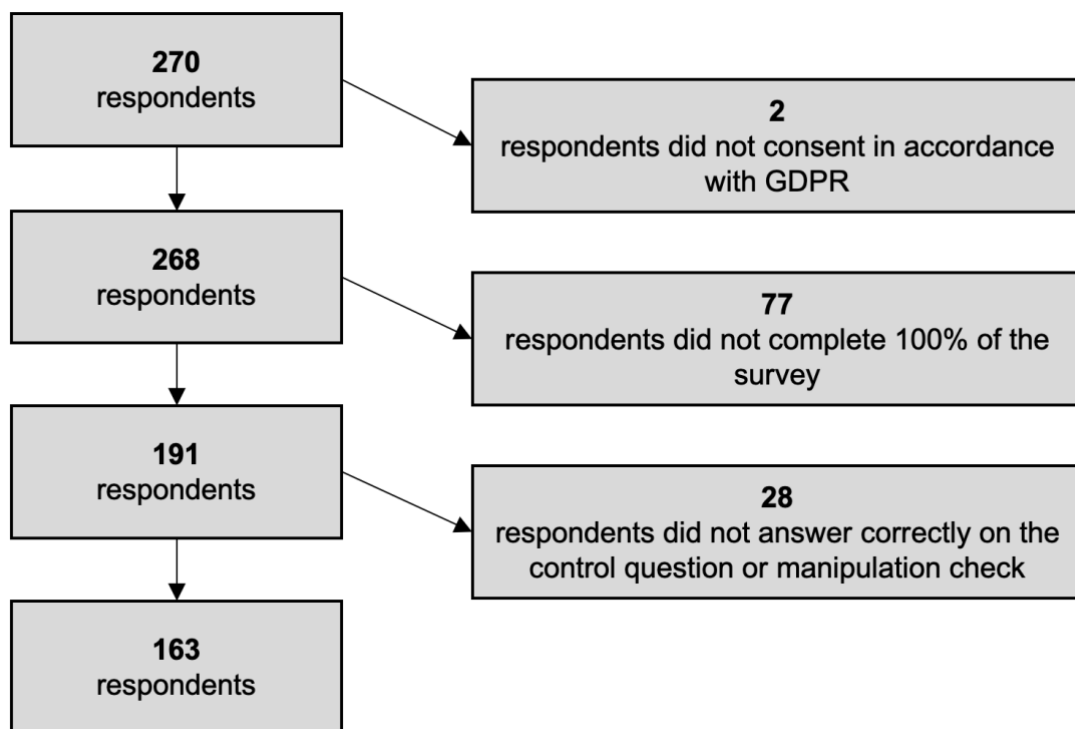 270
respondents
2
respondents did not consent in accordance
with GDPR
268
respondents
77
respondents did not complete 100% of the
survey
191
respondents
28
respondents did not answer correctly on the
control question or manipulation check
163
respondents